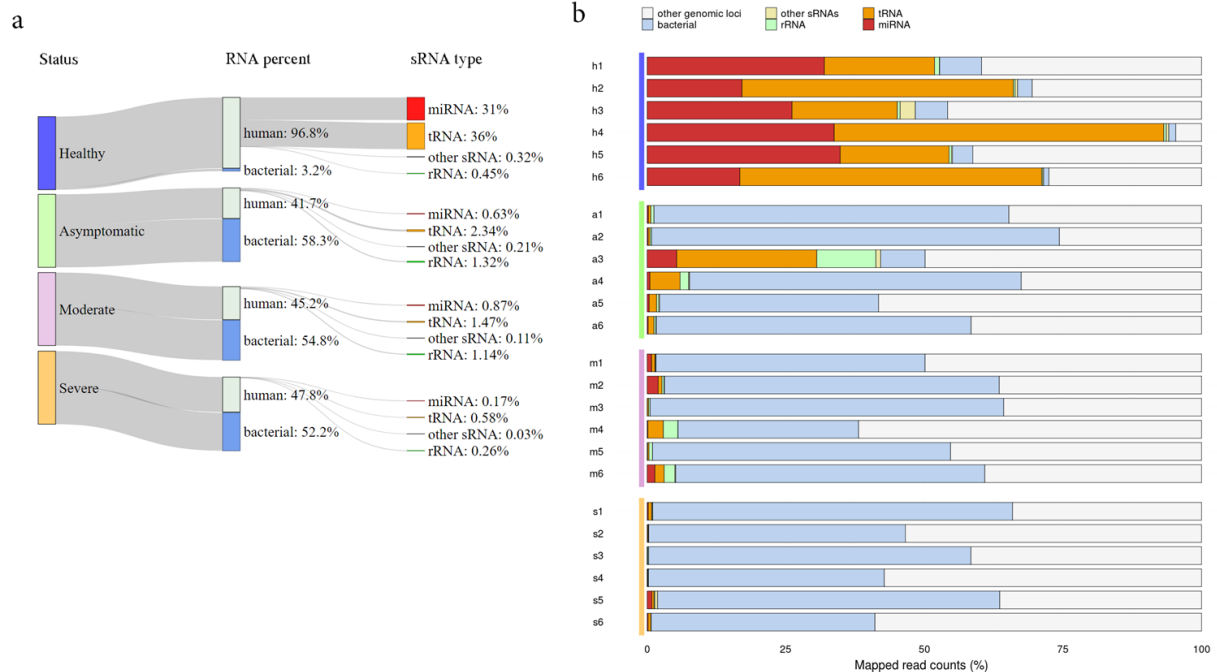 a
Status
RNA percent
sRNA type
Healthy
human: 96.8%
bacterial: 3.2%
miRNA: 31%
tRNA: 36%
other sRNA: 0.32%
rRNA: 0.45%
Asymptomatic
human: 41.7%
bacterial: 58.3%
miRNA: 0.63%
tRNA: 2.34%
other sRNA: 0.21%
rRNA: 1.32%
Moderate
human: 45.2%
bacterial: 54.8%
miRNA: 0.87%
tRNA: 1.47%
other sRNA: 0.11%
rRNA: 1.14%
Severe
human: 47.8%
bacterial: 52.2%
miRNA: 0.17%
tRNA: 0.58%
other sRNA: 0.03%
rRNA: 0.26%
b
other genomic loci
bacterial
other sRNAs
rRNA
tRNA
miRNA
h1
h2
h3
h4
h5
h6
a1
a2
a3
a4
a5
a6
m1
m2
m3
m4
m5
m6
s1
s2
s3
s4
s5
s6
0 25 50 75 100
Mapped read counts (%)